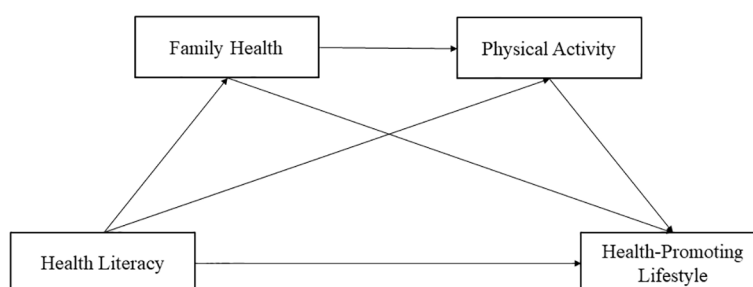 Family Health
Physical Activity
Health Literacy
Health-Promoting
Lifestyle